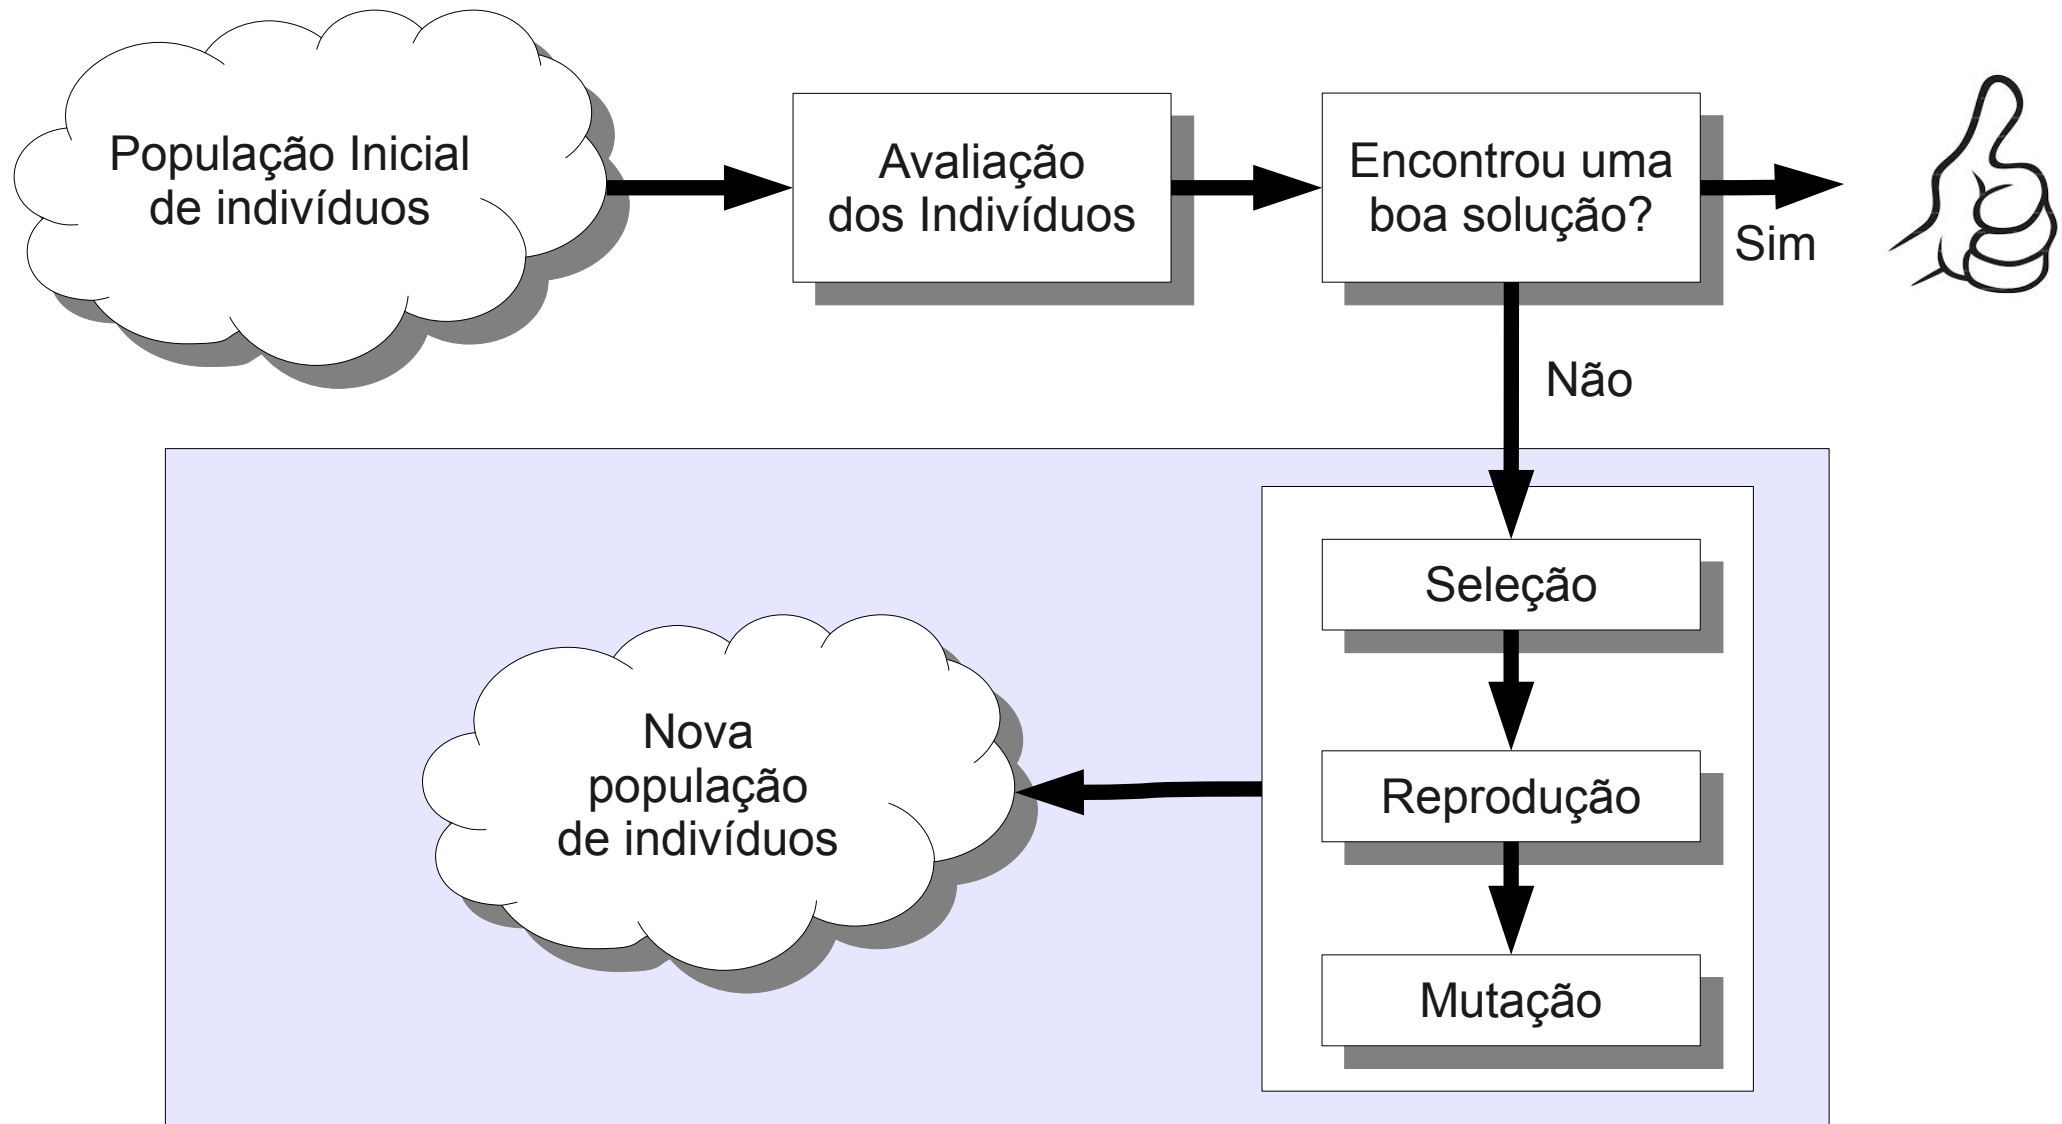 População Inicial
de indivíduos
Avaliação
dos Indivíduos
Encontrou uma
boa solução?
Sim
Não
Seleção
Reprodução
Mutação
Nova
população
de indivíduos